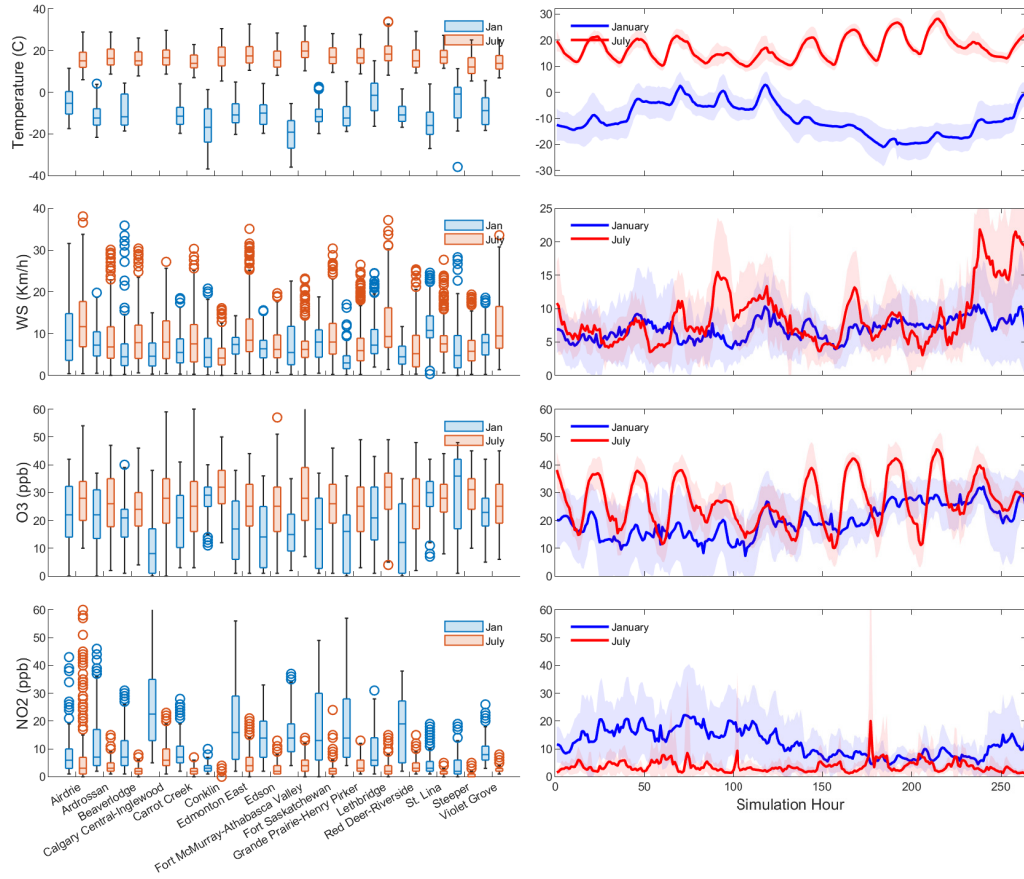 Temperature (C)
40
20
0
-20
-40
Jan
July
30
20
10
0
-10
-20
-30
January
July
WS (Km/h)
40
30
20
10
0
Jan
July
25
20
15
10
5
0
January
July
O3 (ppb)
60
50
40
30
20
10
0
Jan
July
60
50
40
30
20
10
0
January
July
NO2 (ppb)
60
50
40
30
20
10
0
Jan
July
60
50
40
30
20
10
0
January
July
0
50
100
150
200
250
Simulation Hour
Airdrie
Ardrossan
Beaverlodge
Calgary Central-Inglewood
Carrot Creek
Conklin
Edmonton East
Edson
Fort McMurray-Athabasca Valley
Fort Saskatchewan
Grande Prairie-Henry Pirker
Lethbridge
Red Deer-Riverside
St. Lina
Steeper
Violet Grove